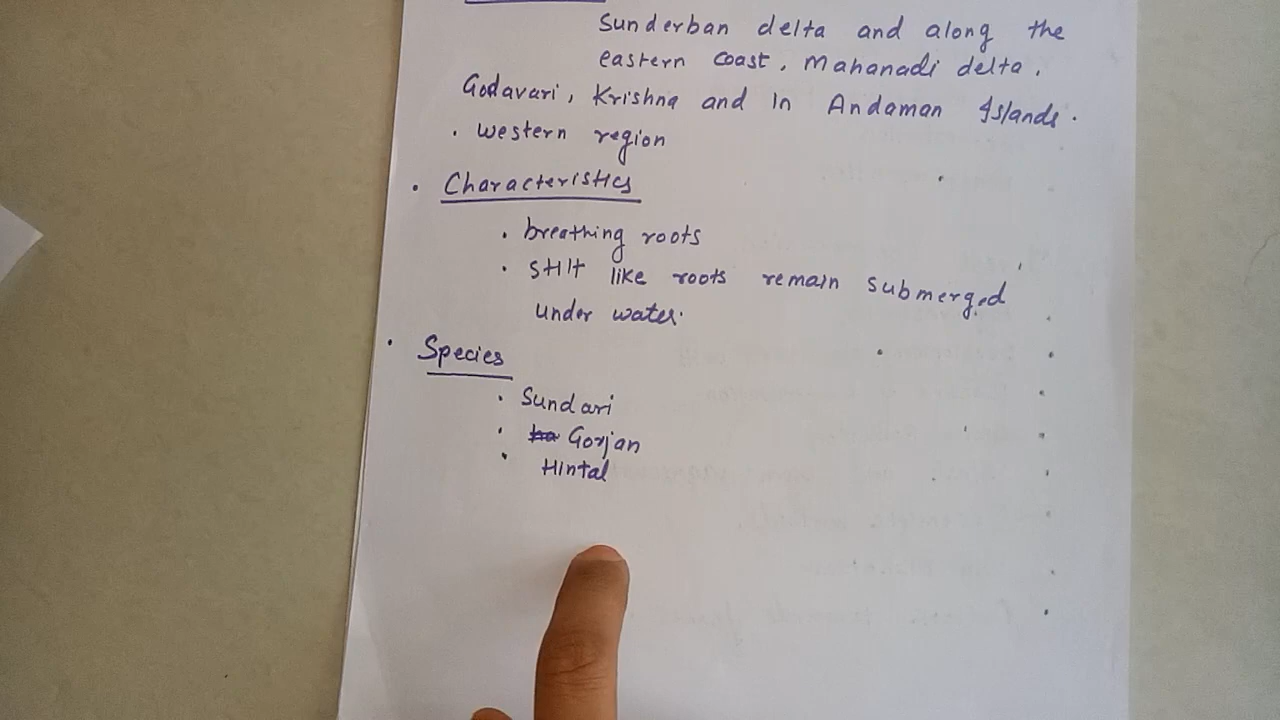 Sunderban delta and along the
eastern coast, Mahanadi delta,
Godavari, Krishna and in Andaman Islands.
. western region
. Characteristics
. breathing roots
. stilt like roots remain submerged
under water.
. Species
. Sundari
. Gorjan
. Hintal